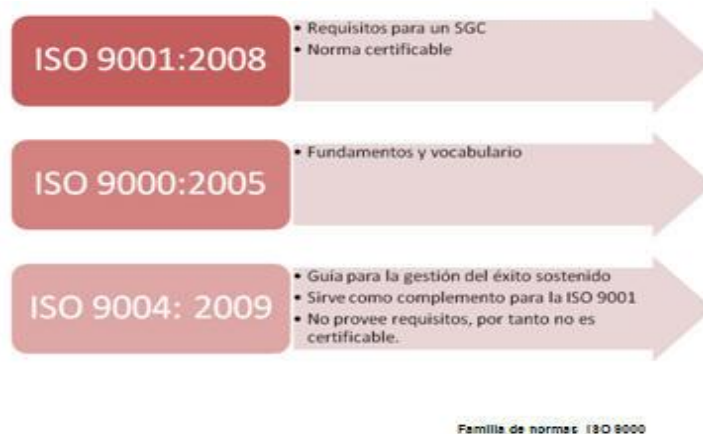 ISO 9001:2008
• Requisitos para un SGC
• Norma certificable
ISO 9000:2005
• Fundamentos y vocabulario
ISO 9004: 2009
• Guía para la gestión del éxito sostenido
• Sirve como complemento para la ISO 9001
• No provee requisitos, por tanto no es
certificable.
Familia de normas ISO 9000